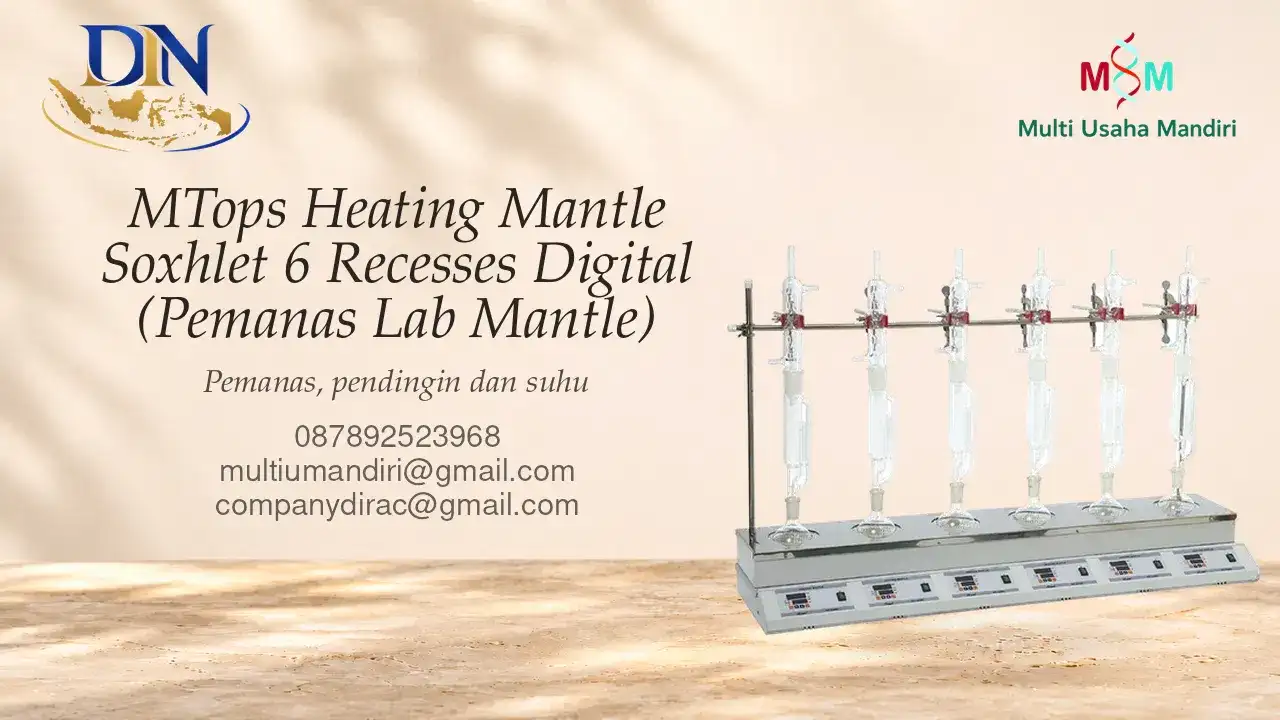 DIN
M M
Multi Usaha Mandiri
MTops Heating Mantle
Soxhlet 6 Recesses Digital
(Pemanas Lab Mantle)
Pemanas, pendingin dan suhu
087892523968
multiumandiri@gmail.com
companydirac@gmail.com